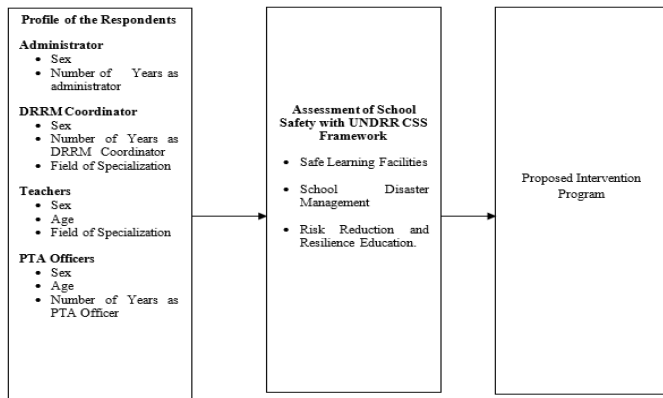 Profile of the Respondents
Administrator
• Sex
• Number of Years as
administrator
DRRM Coordinator
• Sex
• Number of Years as
DRRM Coordinator
• Field of Specialization
Teachers
• Sex
• Age
• Field of Specialization
PTA Officers
• Sex
• Age
• Number of Years as
PTA Officer
Assessment of School
Safety with UNDRR CSS
Framework
• Safe Learning Facilities
• School Disaster
Management
• Risk Reduction and
Resilience Education.
Proposed Intervention
Program